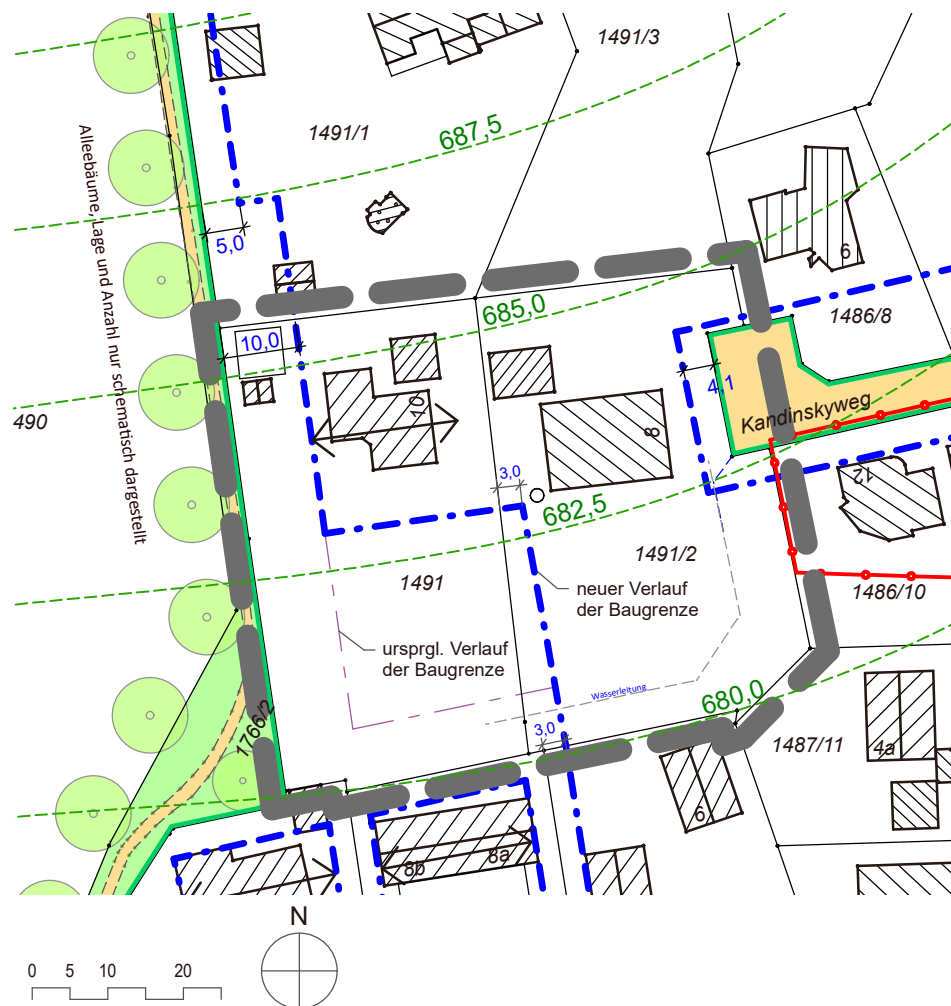 1491/3
1491/1
687,5
Alleebäume, Lage und Anzahl nur schematisch dargestellt
5,0
9
1486/8
685,0
10,0
4,1
490
10
Kandinskyweg
8
3,0
12
682,5
1491/2
1491
neuer Verlauf
der Baugrenze
1486/10
ursprgl. Verlauf
der Baugrenze
Wasserleitung
680,0
1766/2
3,0
1487/11
4a
6
8b
8a
N
0 5 10 20